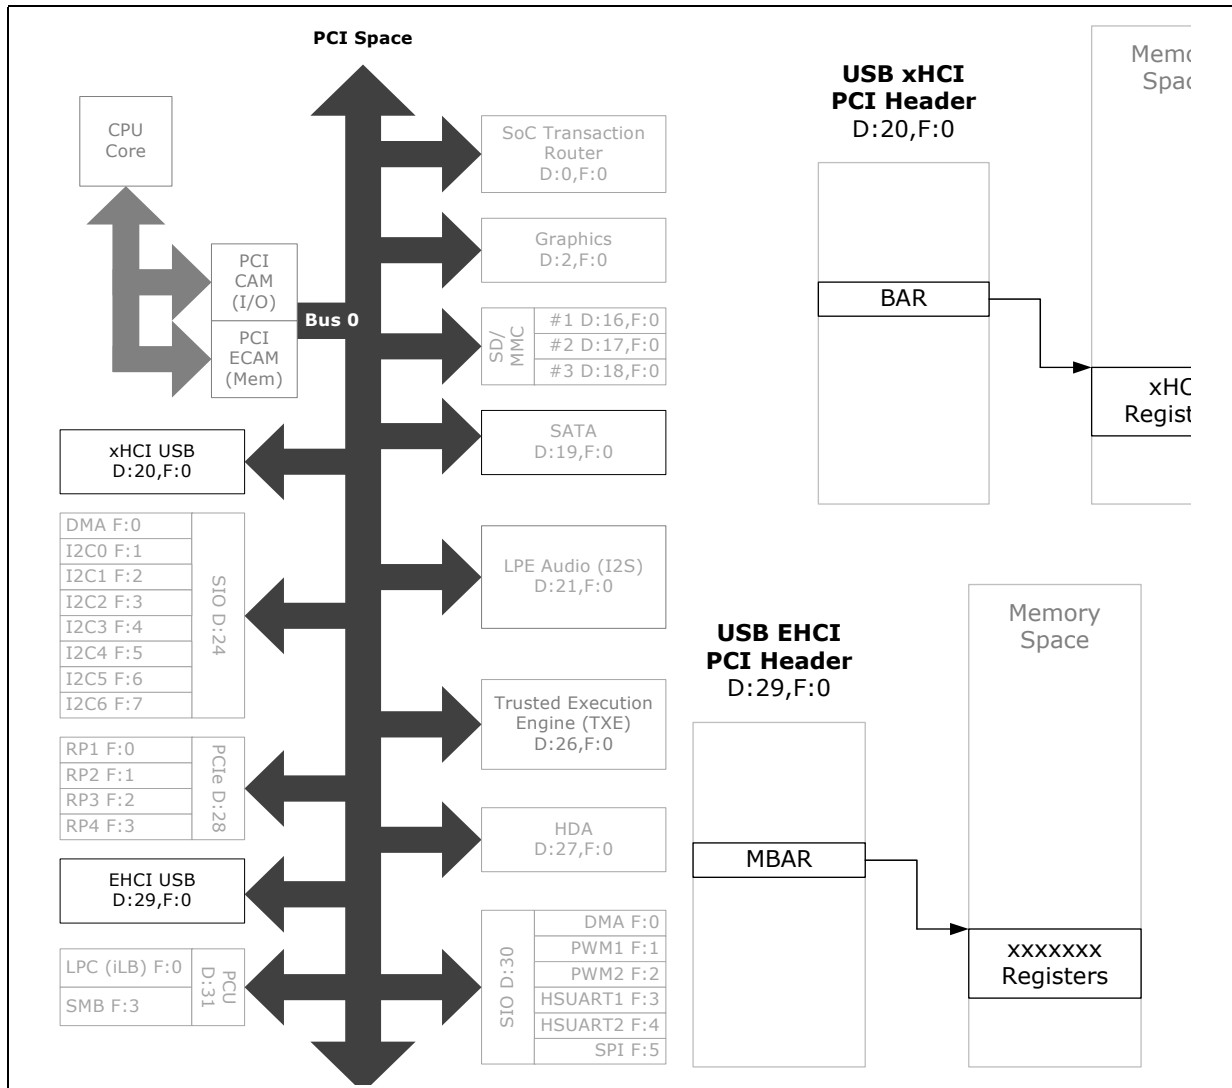 PCI Space
CPU
Core
PCI
CAM
(I/O)
PCI
ECAM
(Mem)
Bus 0
SoC Transaction
Router
D:0,F:0
Graphics
D:2,F:0
SD/
MMC
#1 D:16,F:0
#2 D:17,F:0
#3 D:18,F:0
SATA
D:19,F:0
xHCI USB
D:20,F:0
DMA F:0
I2C0 F:1
I2C1 F:2
I2C2 F:3
I2C3 F:4
I2C4 F:5
I2C5 F:6
I2C6 F:7
SIO D:24
LPE Audio (I2S)
D:21,F:0
Trusted Execution
Engine (TXE)
D:26,F:0
RP1 F:0
RP2 F:1
RP3 F:2
RP4 F:3
PCIe D:28
HDA
D:27,F:0
EHCI USB
D:29,F:0
LPC (iLB) F:0
SMB F:3
PCU
D:31
SIO D:30
DMA F:0
PWM1 F:1
PWM2 F:2
HSUART1 F:3
HSUART2 F:4
SPI F:5
USB xHCI
PCI Header
D:20,F:0
BAR
USB EHCI
PCI Header
D:29,F:0
MBAR
Memory
Space
xxxxxxx
Registers